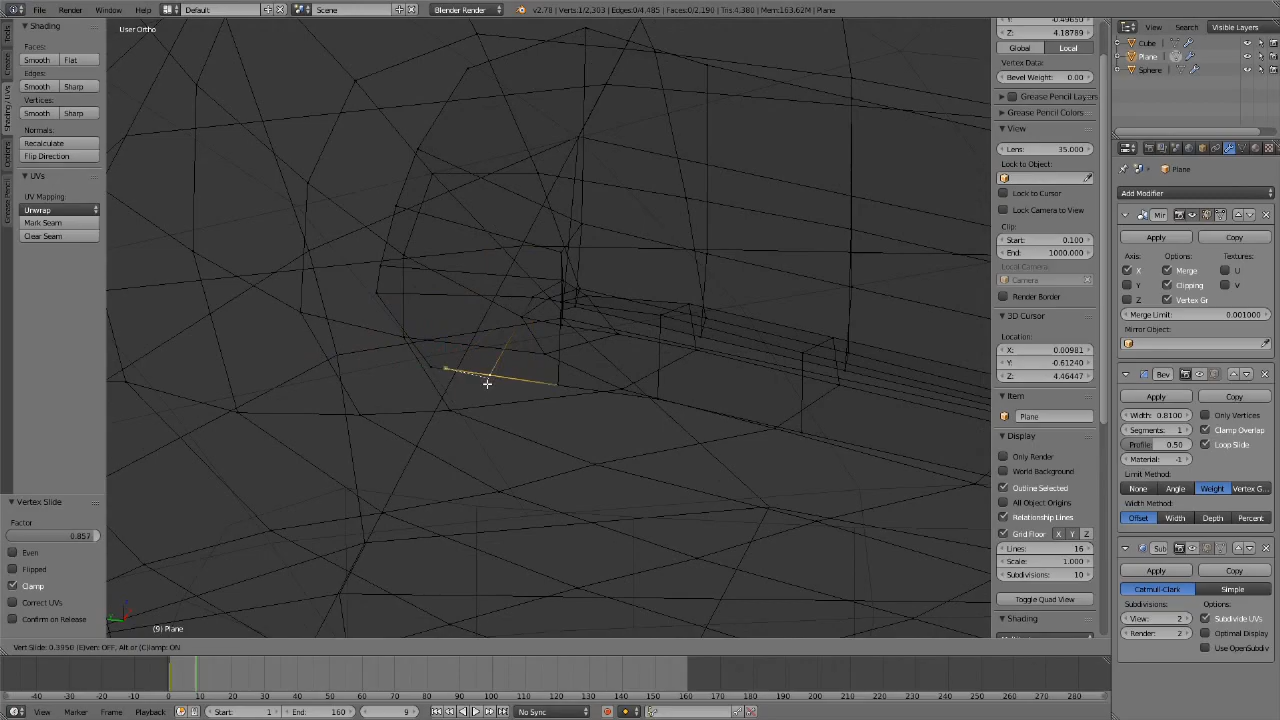 File Render Window Help Default Scene Blender Render v2.78 | Verts:1/2,303 | Edges:0/4,485 | Faces:0/2,190 | Tris:4,380 | Mem:163.62M | Plane
Shading
Faces:
Smooth Flat
Edges:
Smooth Sharp
Vertices:
Smooth Sharp
Normals:
Recalculate
Flip Direction
UVs
UV Mapping:
Unwrap
Mark Seam
Clear Seam
Tools
Create
Shading / UVs
Options
Grease Pencil
Vertex Slide
Factor
0.857
Even
Flipped
Clamp
Correct UVs
Confirm on Release
User Ortho
(9) Plane
Vert Slide: 0.3950 (E)ven: OFF, Alt or (C)lamp: ON
Y: -0.49650
Z: 4.18789
Global Local
Vertex Data:
Bevel Weight: 0.00
Grease Pencil Layers
Grease Pencil Colors
View
Lens: 35.000
Lock to Object:
Lock to Cursor
Lock Camera to View
Clip:
Start: 0.100
End: 1000.000
Local Camera:
Camera
Render Border
3D Cursor
Location:
X: 0.00981
Y: -0.61240
Z: 4.46447
Item
Plane
Display
Only Render
World Background
Outline Selected
All Object Origins
Relationship Lines
Grid Floor X Y Z
Lines: 16
Scale: 1.000
Subdivisions: 10
Toggle Quad View
Shading
View Search Visible Layers
Cube
Plane
Sphere
Plane
Add Modifier
Mir
Apply Copy
Axis: Options: Textures:
X Merge U
Y Clipping V
Z Vertex Gr
Merge Limit: 0.001000
Mirror Object:
Bev
Apply Copy
Width: 0.8100 Only Vertices
Segments: 1 Clamp Overlap
Profile: 0.50 Loop Slide
Material: -1
Limit Method:
None Angle Weight Vertex G...
Width Method:
Offset Width Depth Percent
Sub
Apply Copy
Catmull-Clark Simple
Subdivisions: Options:
View: 2 Subdivide UVs
Render: 2 Optimal Display
Use OpenSubdiv
-40 -30 -20 -10 0 10 20 30 40 50 60 70 80 90 100 110 120 130 140 150 160 170 180 190 200 210 220 230 240 250 260 270 280
View Marker Frame Playback Start: 1 End: 160 9 No Sync